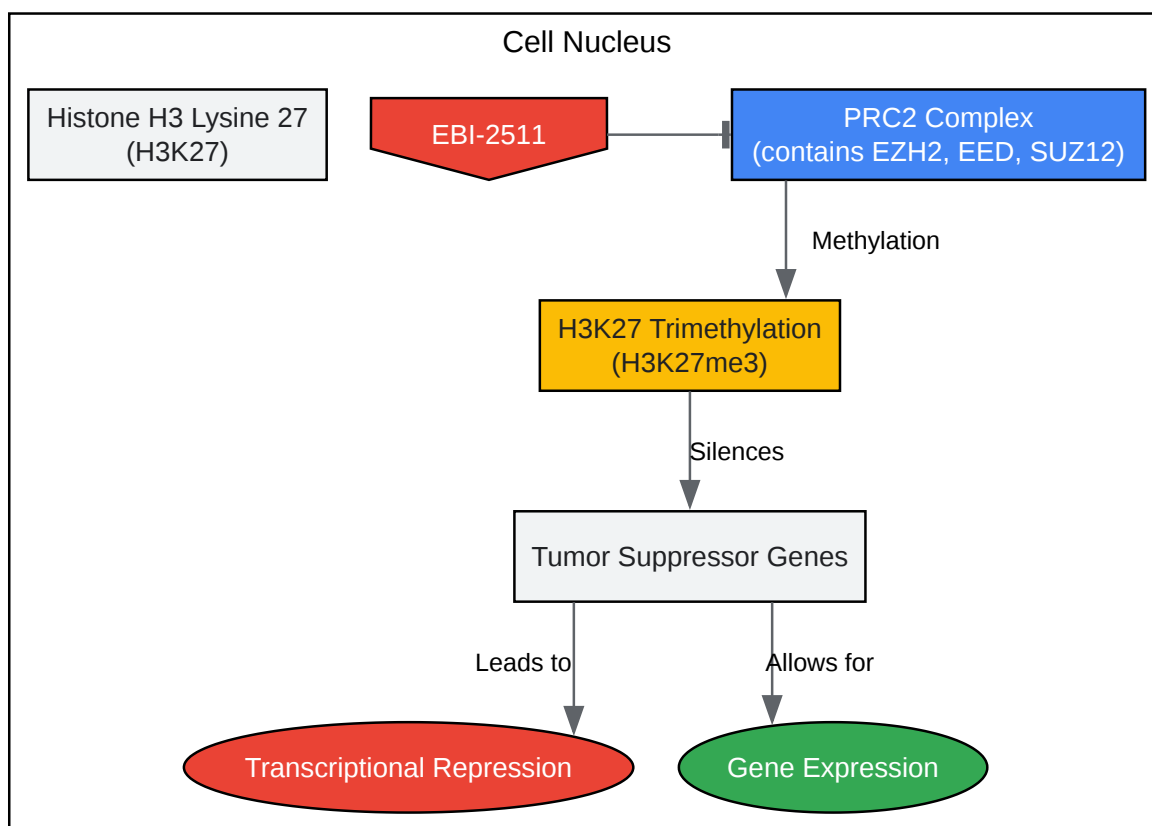 Cell Nucleus
Histone H3 Lysine 27
(H3K27)
EBI-2511
PRC2 Complex
(contains EZH2, EED, SUZ12)
Methylation
H3K27 Trimethylation
(H3K27me3)
Silences
Tumor Suppressor Genes
Leads to
Allows for
Transcriptional Repression
Gene Expression